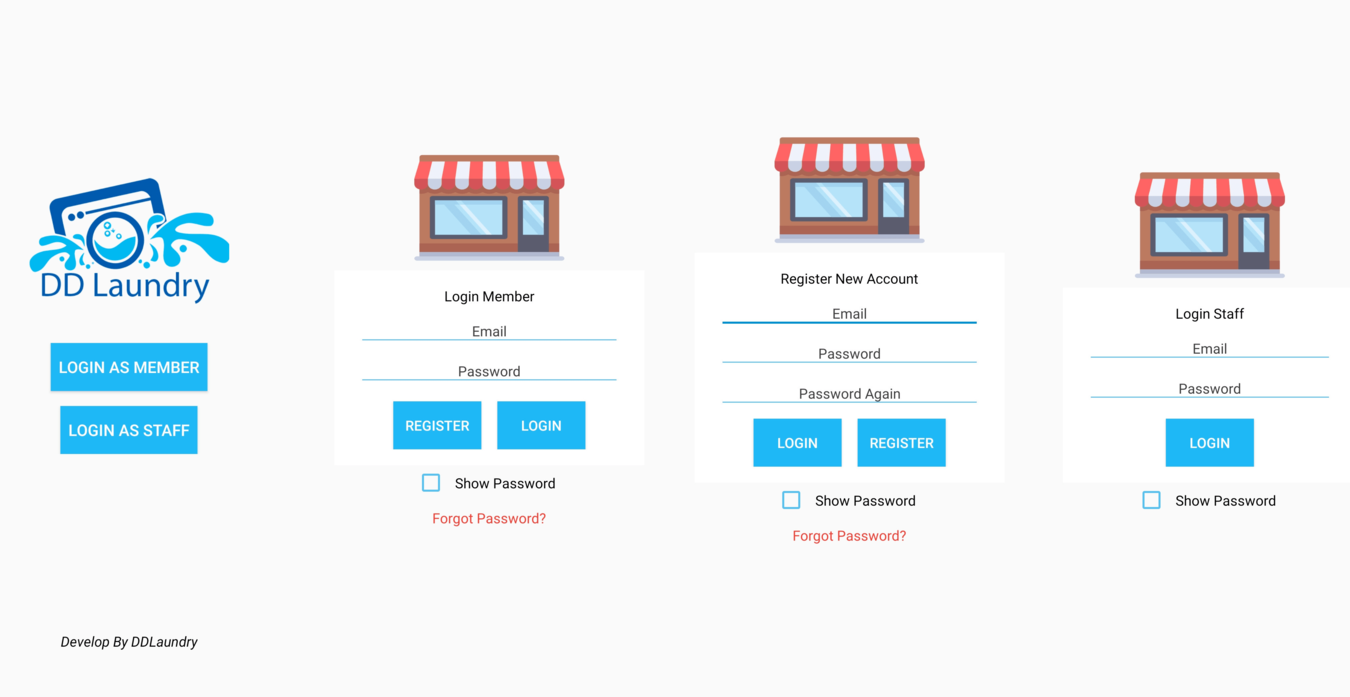 DD Laundry
LOGIN AS MEMBER
LOGIN AS STAFF
Develop By DDLaundry
Login Member
Email
Password
REGISTER LOGIN
Show Password
Forgot Password?
Register New Account
Email
Password
Password Again
LOGIN REGISTER
Show Password
Forgot Password?
Login Staff
Email
Password
LOGIN
Show Password